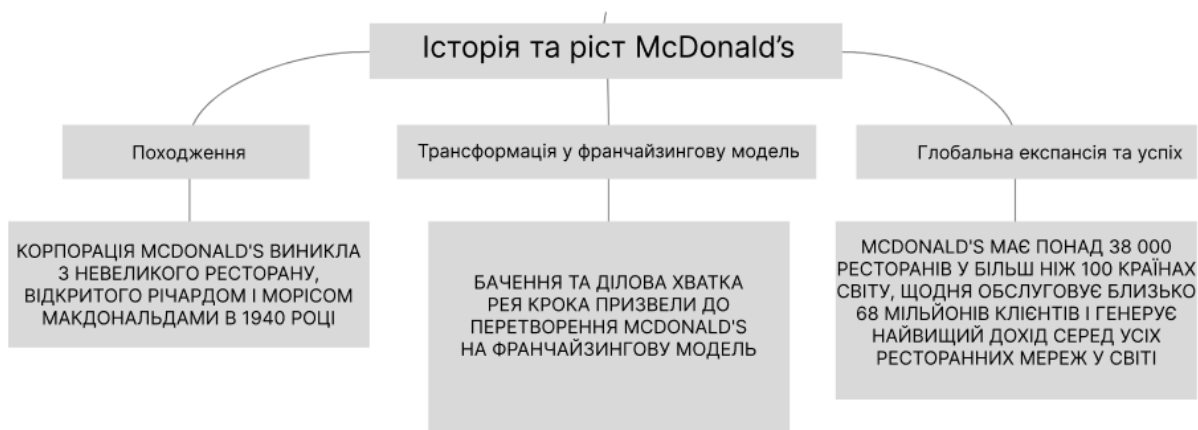 Історія та ріст McDonald’s
Походження
Трансформація у франчайзингову модель
Глобальна експансія та успіх
КОРПОРАЦІЯ MCDONALD'S ВИНИКЛА
З НЕВЕЛИКОГО РЕСТОРАНУ,
ВІДКРИТОГО РІЧАРДОМ І МОРІСОМ
МАКДОНАЛЬДАМИ В 1940 РОЦІ
БАЧЕННЯ ТА ДІЛОВА ХВАТКА
РЕЯ КРОКА ПРИЗВЕЛИ ДО
ПЕРЕТВОРЕННЯ MCDONALD'S
НА ФРАНЧАЙЗИНГОВУ МОДЕЛЬ
MCDONALD'S МАЄ ПОНАД 38 000
РЕСТОРАНІВ У БІЛЬШ НІЖ 100 КРАЇНАХ
СВІТУ, ЩОДНЯ ОБСЛУГОВУЄ БЛИЗЬКО
68 МІЛЬЙОНІВ КЛІЄНТІВ І ГЕНЕРУЄ
НАЙВИЩИЙ ДОХІД СЕРЕД УСІХ
РЕСТОРАННИХ МЕРЕЖ У СВІТІ